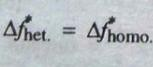 Δf*het. = Δf*homo.